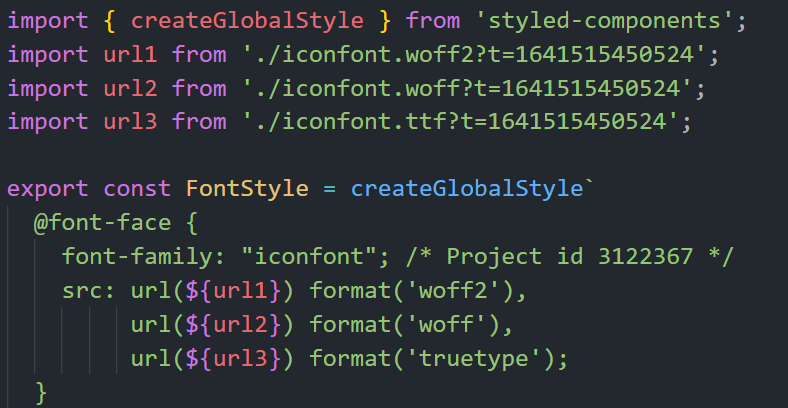 import { createGlobalStyle } from 'styled-components';
import url1 from './iconfont.woff2?t=1641515450524';
import url2 from './iconfont.woff?t=1641515450524';
import url3 from './iconfont.ttf?t=1641515450524';
export const FontStyle = createGlobalStyle`
@font-face {
font-family: "iconfont"; /* Project id 3122367 */
src: url(${url1}) format('woff2'),
url(${url2}) format('woff'),
url(${url3}) format('truetype');
}